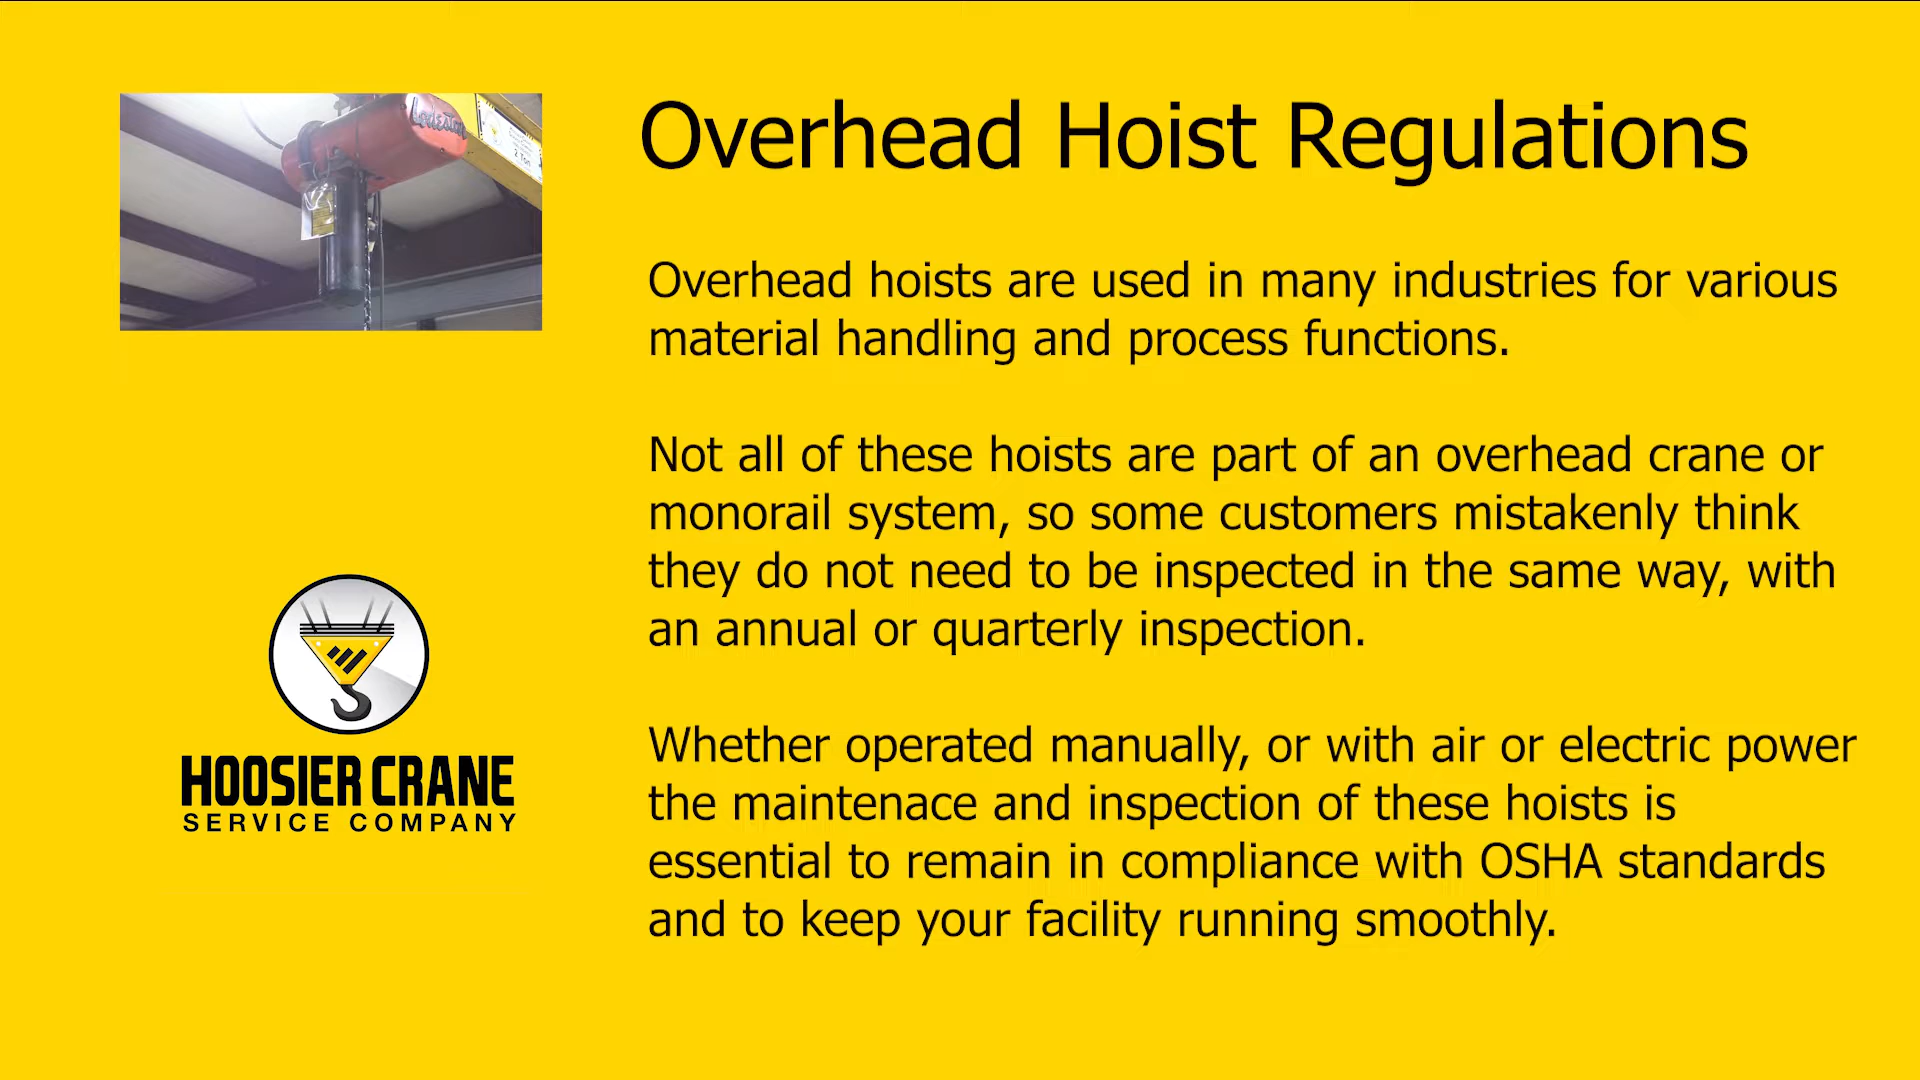 Overhead Hoist Regulations
Overhead hoists are used in many industries for various
material handling and process functions.
Not all of these hoists are part of an overhead crane or
monorail system, so some customers mistakenly think
they do not need to be inspected in the same way, with
an annual or quarterly inspection.
Whether operated manually, or with air or electric power
the maintenace and inspection of these hoists is
essential to remain in compliance with OSHA standards
and to keep your facility running smoothly.
2 Ton
HOOSIER CRANE
SERVICE COMPANY